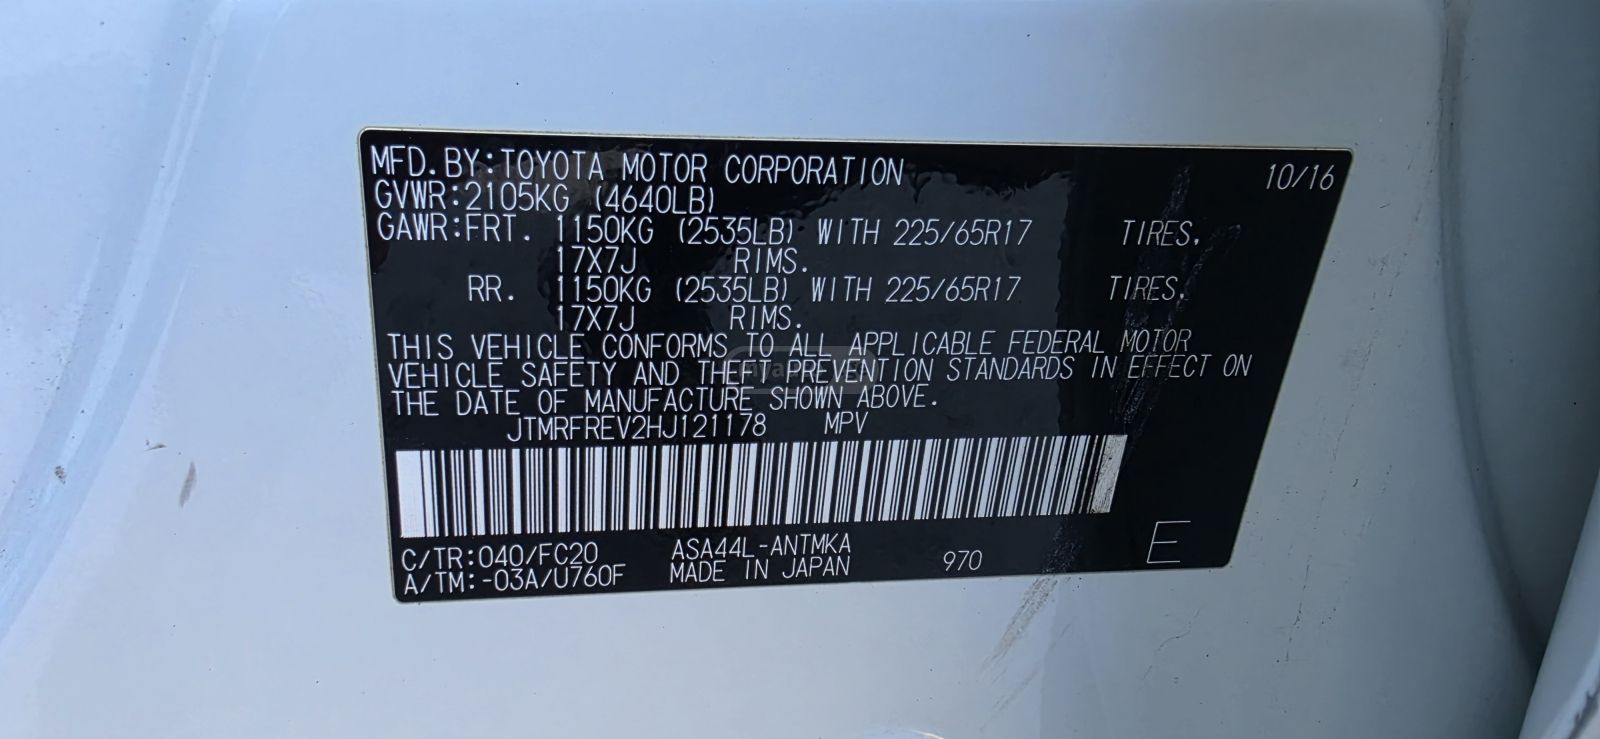 MFD. BY:TOYOTA MOTOR CORPORATION 10/16
GVWR:2105KG (4640LB)
GAWR:FRT. 1150KG (2535LB) WITH 225/65R17 TIRES,
17X7J RIMS.
RR. 1150KG (2535LB) WITH 225/65R17 TIRES,
17X7J RIMS.
THIS VEHICLE CONFORMS TO ALL APPLICABLE FEDERAL MOTOR
VEHICLE SAFETY AND THEFT PREVENTION STANDARDS IN EFFECT ON
THE DATE OF MANUFACTURE SHOWN ABOVE.
JTMRFREV2HJ121178 MPV
C/TR:040/FC20 ASA44L-ANTMKA 970 E
A/TM:-03A/U760F MADE IN JAPAN